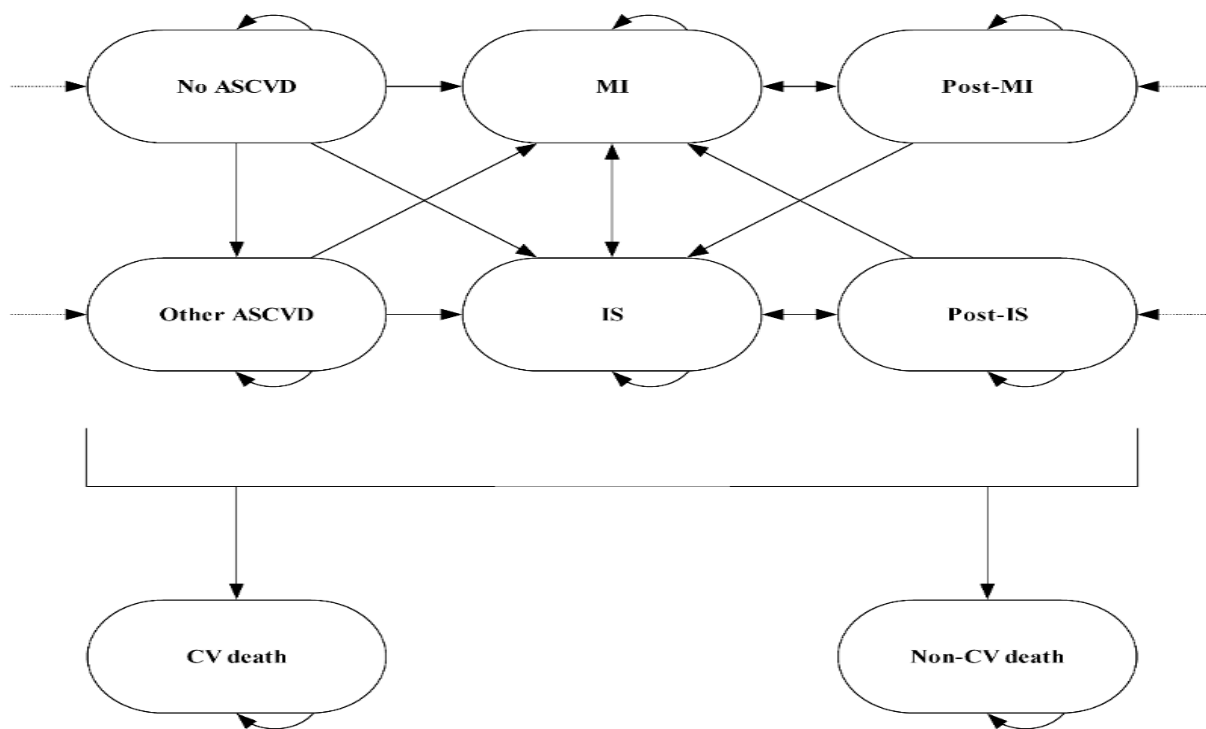 No ASCVD
MI
Post-MI
Other ASCVD
IS
Post-IS
CV death
Non-CV death